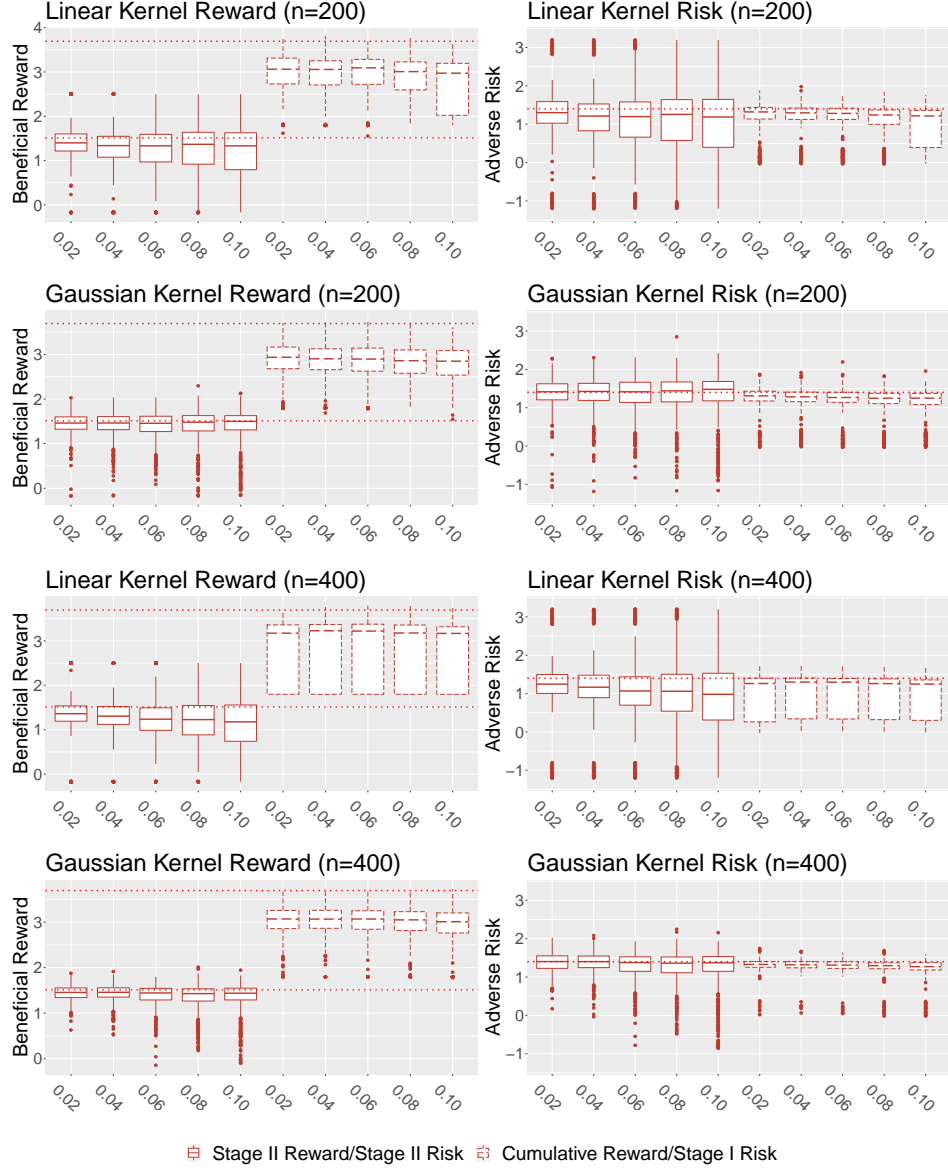 Linear Kernel Reward (n=200)
Beneficial Reward
4
3
2
1
0
0.02 0.04 0.06 0.08 0.10 0.02 0.04 0.06 0.08 0.10
Linear Kernel Risk (n=200)
Adverse Risk
3
2
1
0
−1
0.02 0.04 0.06 0.08 0.10 0.02 0.04 0.06 0.08 0.10
Gaussian Kernel Reward (n=200)
Beneficial Reward
3
2
1
0
0.02 0.04 0.06 0.08 0.10 0.02 0.04 0.06 0.08 0.10
Gaussian Kernel Risk (n=200)
Adverse Risk
3
2
1
0
−1
0.02 0.04 0.06 0.08 0.10 0.02 0.04 0.06 0.08 0.10
Linear Kernel Reward (n=400)
Beneficial Reward
3
2
1
0
0.02 0.04 0.06 0.08 0.10 0.02 0.04 0.06 0.08 0.10
Linear Kernel Risk (n=400)
Adverse Risk
3
2
1
0
−1
0.02 0.04 0.06 0.08 0.10 0.02 0.04 0.06 0.08 0.10
Gaussian Kernel Reward (n=400)
Beneficial Reward
3
2
1
0
0.02 0.04 0.06 0.08 0.10 0.02 0.04 0.06 0.08 0.10
Gaussian Kernel Risk (n=400)
Adverse Risk
3
2
1
0
−1
0.02 0.04 0.06 0.08 0.10 0.02 0.04 0.06 0.08 0.10
Stage II Reward/Stage II Risk Cumulative Reward/Stage I Risk